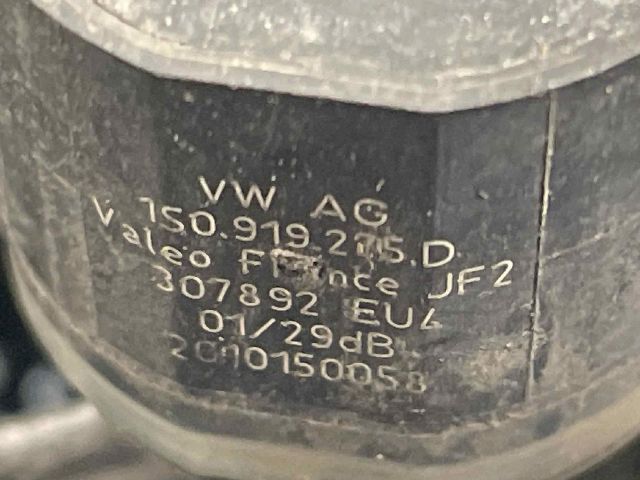 VW AG
1S0.919.275.D
Valeo France JF2
307892 EU4
01/29dB
2010150058